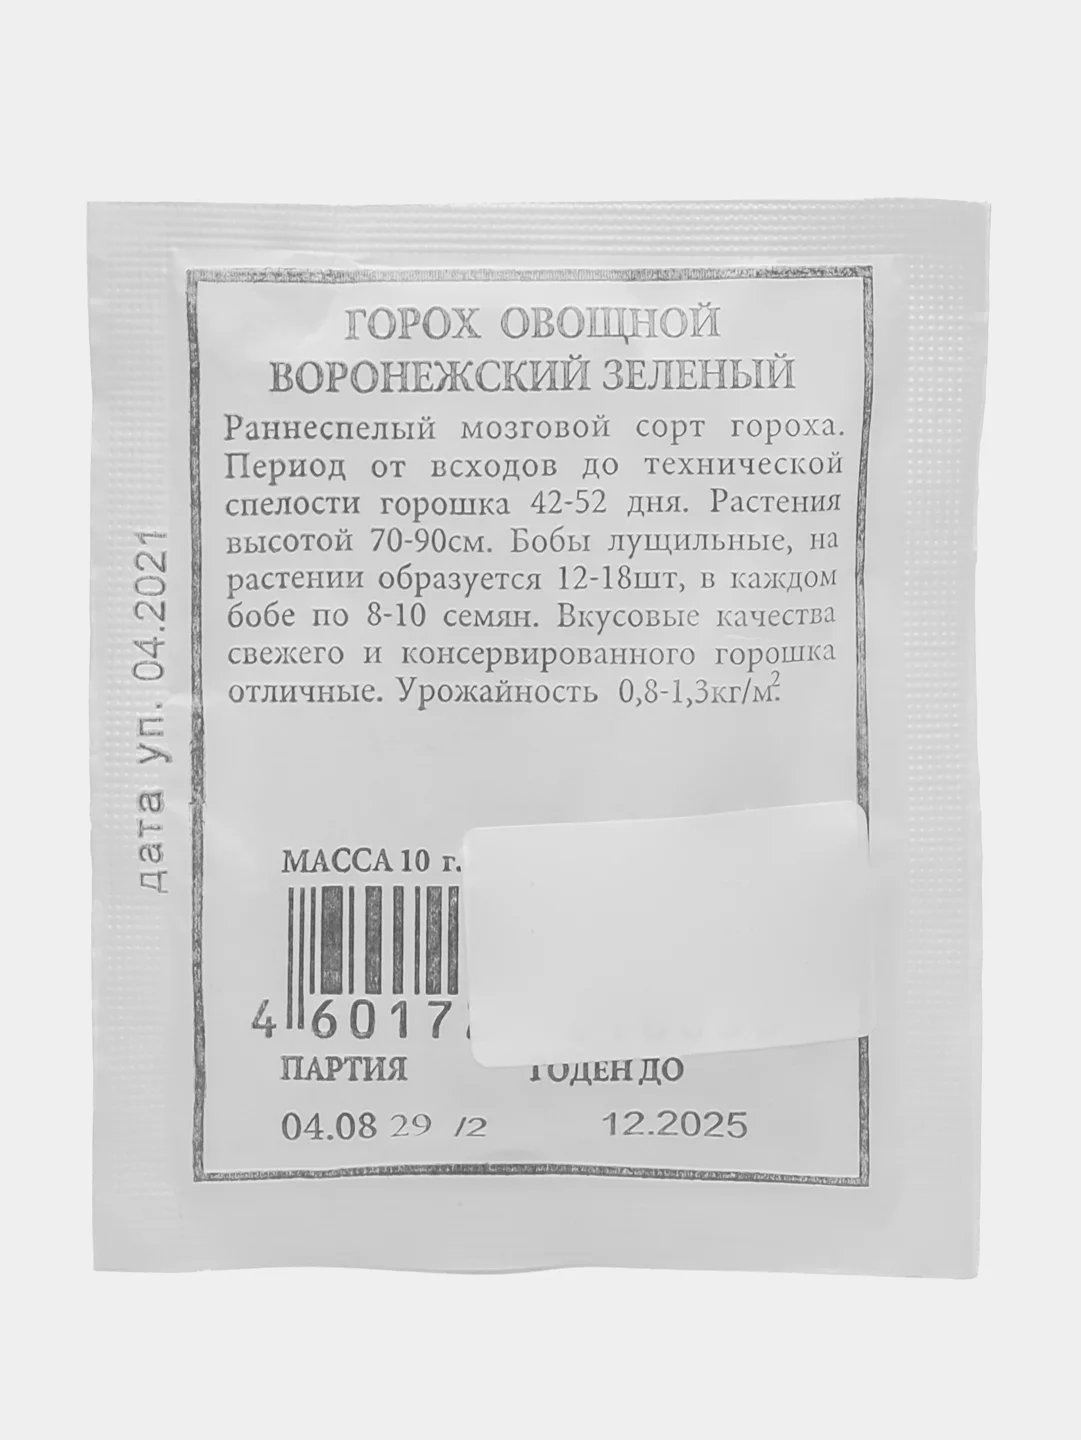 ГОРОХ ОВОЩНОЙ
ВОРОНЕЖСКИЙ ЗЕЛЕНЫЙ
Раннеспелый мозговой сорт гороха.
Период от всходов до технической
спелости горошка 42-52 дня. Растения
высотой 70-90см. Бобы лущильные, на
растении образуется 12-18шт, в каждом
бобе по 8-10 семян. Вкусовые качества
свежего и консервированного горошка
отличные. Урожайность 0,8-1,3кг/м².
дата уп. 04.2021
МАССА 10 г.
4 6017
ПАРТИЯ ГОДЕН ДО
04.08 29 /2 12.2025